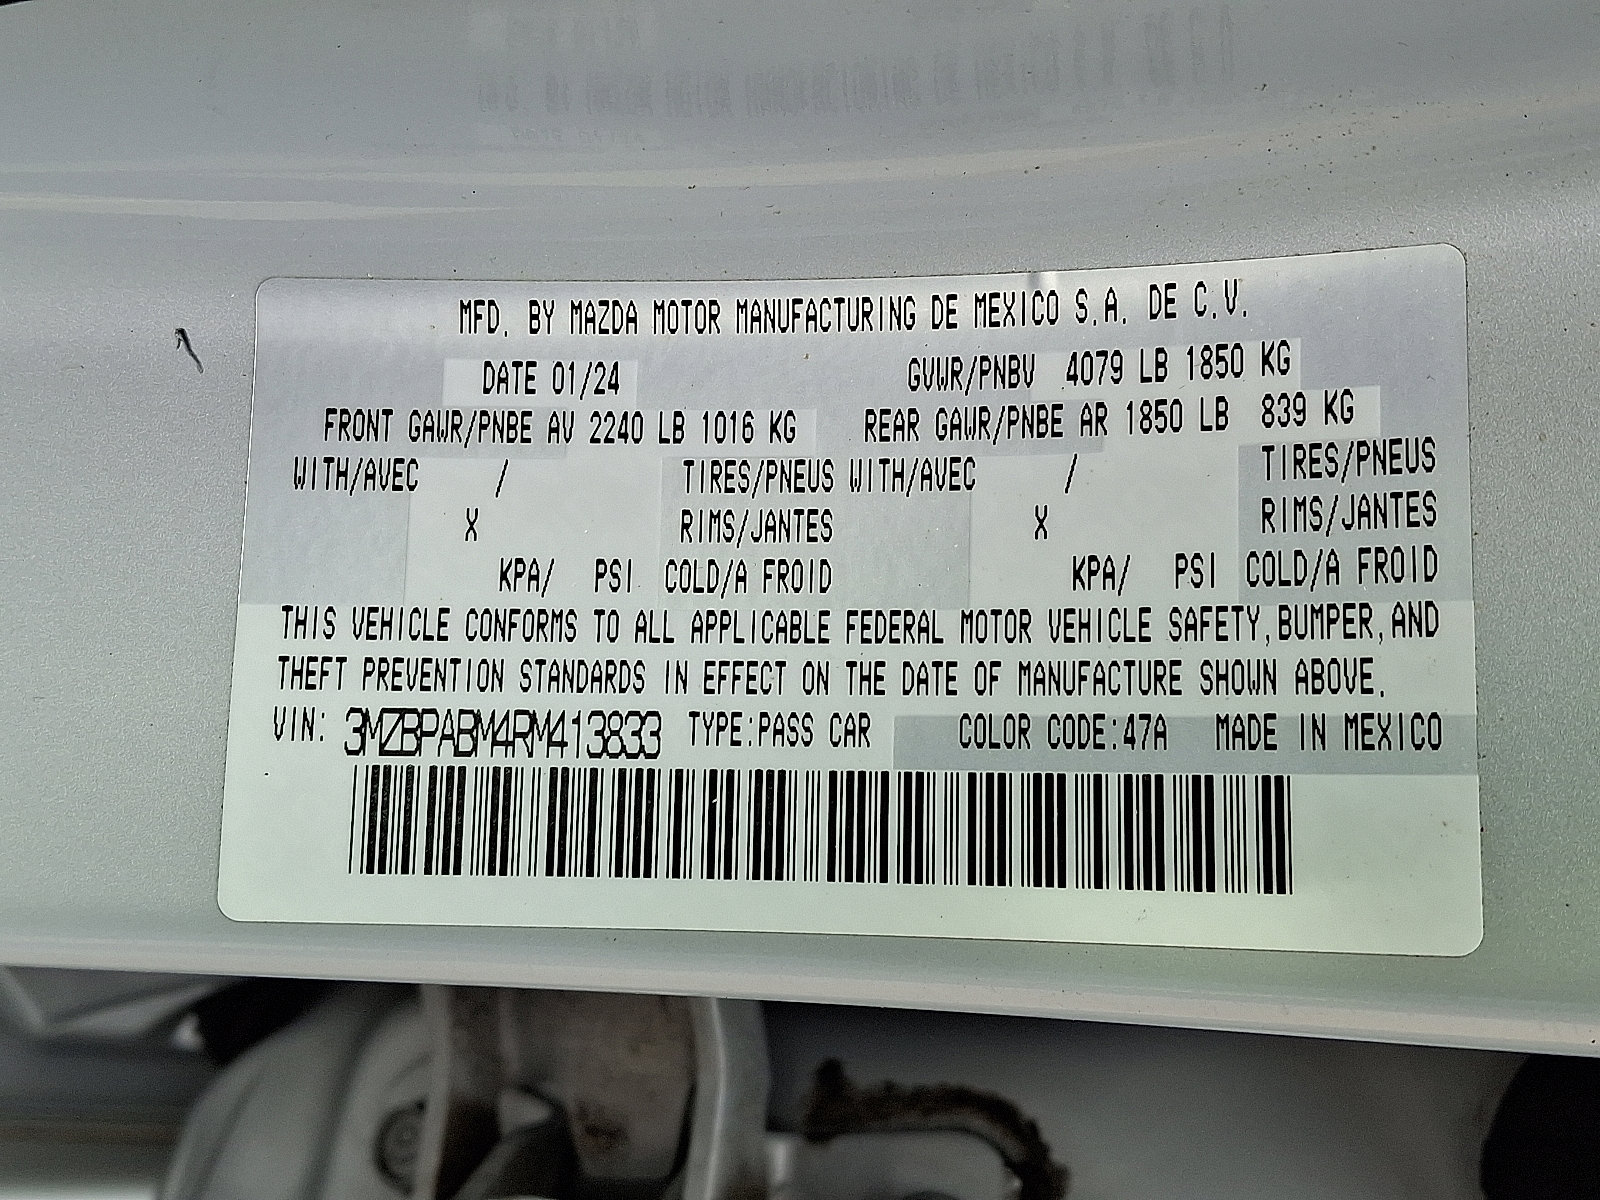 MFD. BY MAZDA MOTOR MANUFACTURING DE MEXICO S.A. DE C.V.
DATE 01/24 GVWR/PNBV 4079 LB 1850 KG
FRONT GAWR/PNBE AV 2240 LB 1016 KG REAR GAWR/PNBE AR 1850 LB 839 KG
WITH/AVEC / TIRES/PNEUS WITH/AVEC / TIRES/PNEUS
X RIMS/JANTES X RIMS/JANTES
KPA/ PSI COLD/A FROID KPA/ PSI COLD/A FROID
THIS VEHICLE CONFORMS TO ALL APPLICABLE FEDERAL MOTOR VEHICLE SAFETY, BUMPER, AND
THEFT PREVENTION STANDARDS IN EFFECT ON THE DATE OF MANUFACTURE SHOWN ABOVE.
VIN: 3MZBPABM4RM413833 TYPE:PASS CAR COLOR CODE:47A MADE IN MEXICO